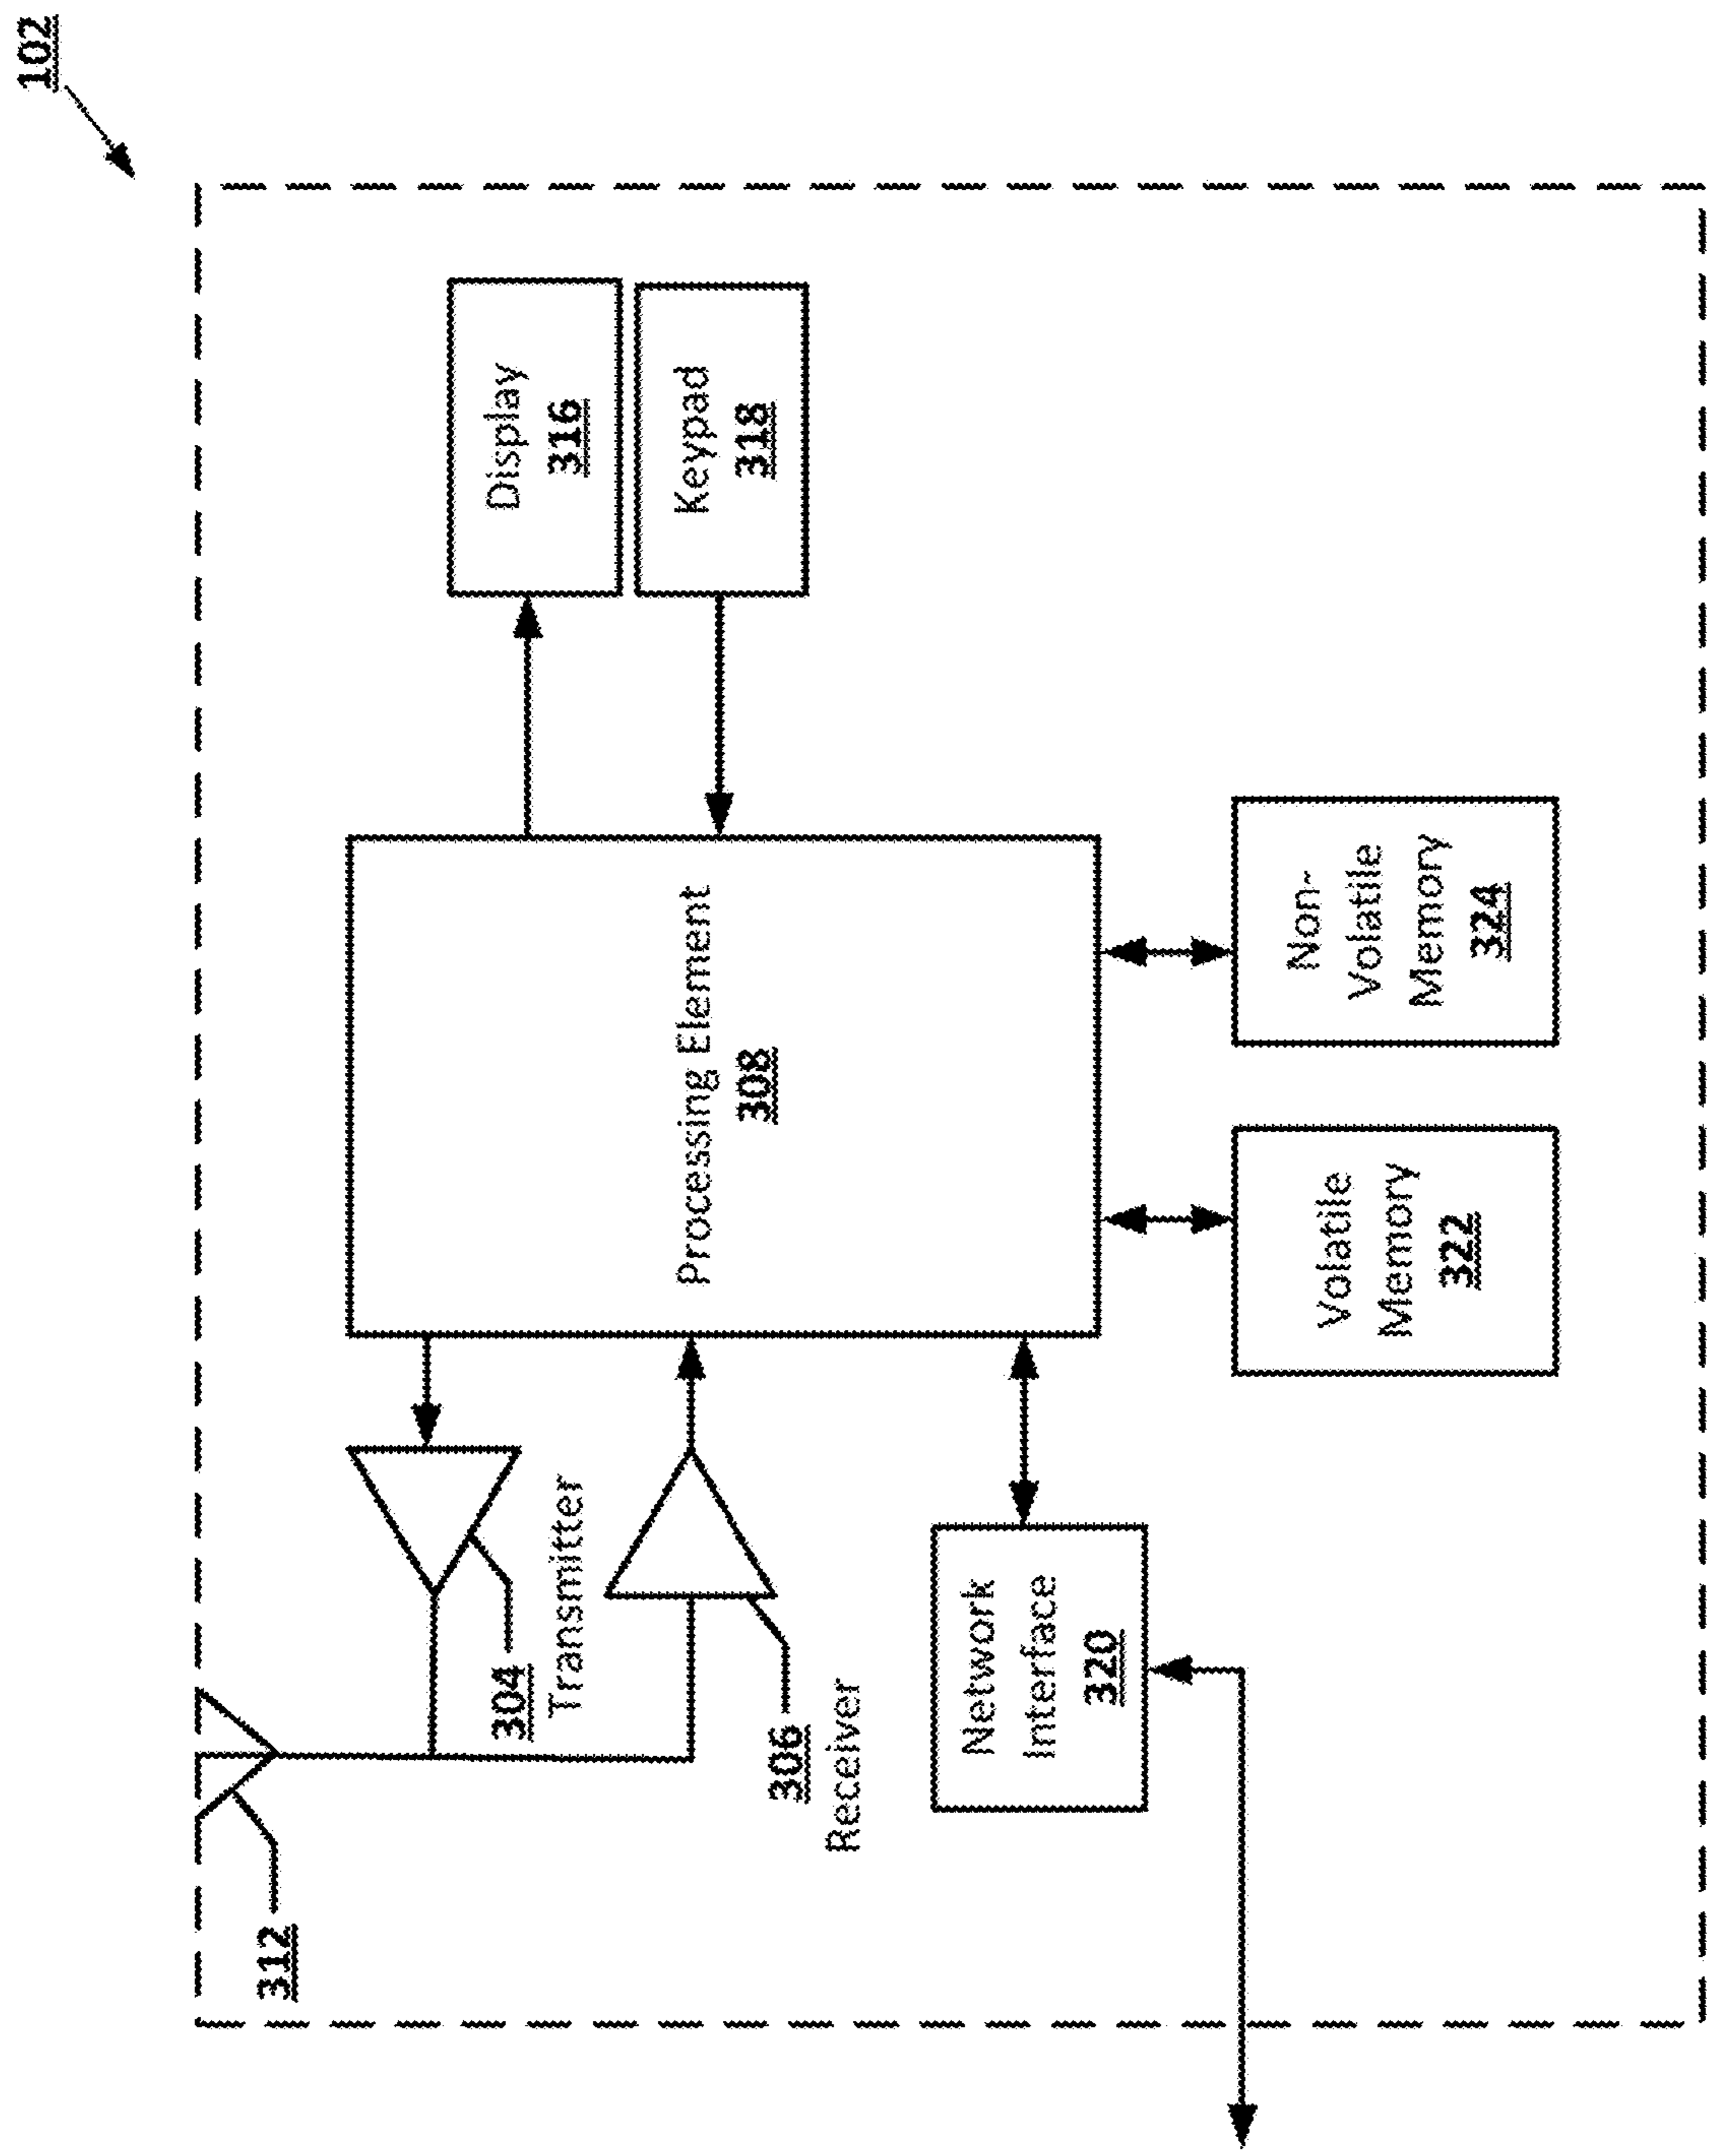 102
312
304
Transmitter
306
Receiver
Processing Element
308
Display
316
Keypad
318
Network
Interface
320
Volatile
Memory
322
Non-
Volatile
Memory
324